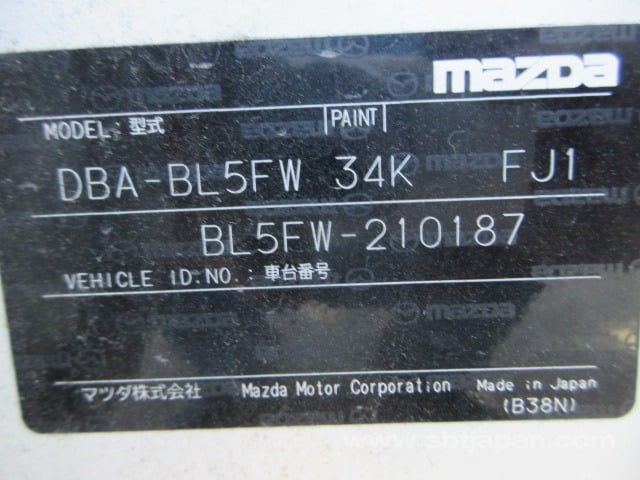 mazda
MODEL: 型式 |PAINT|
DBA-BL5FW 34K FJ1
BL5FW-210187
VEHICLE ID.NO.: 車台番号
マツダ株式会社 Mazda Motor Corporation Made in Japan
(B38N)
www.sbtjapan.com